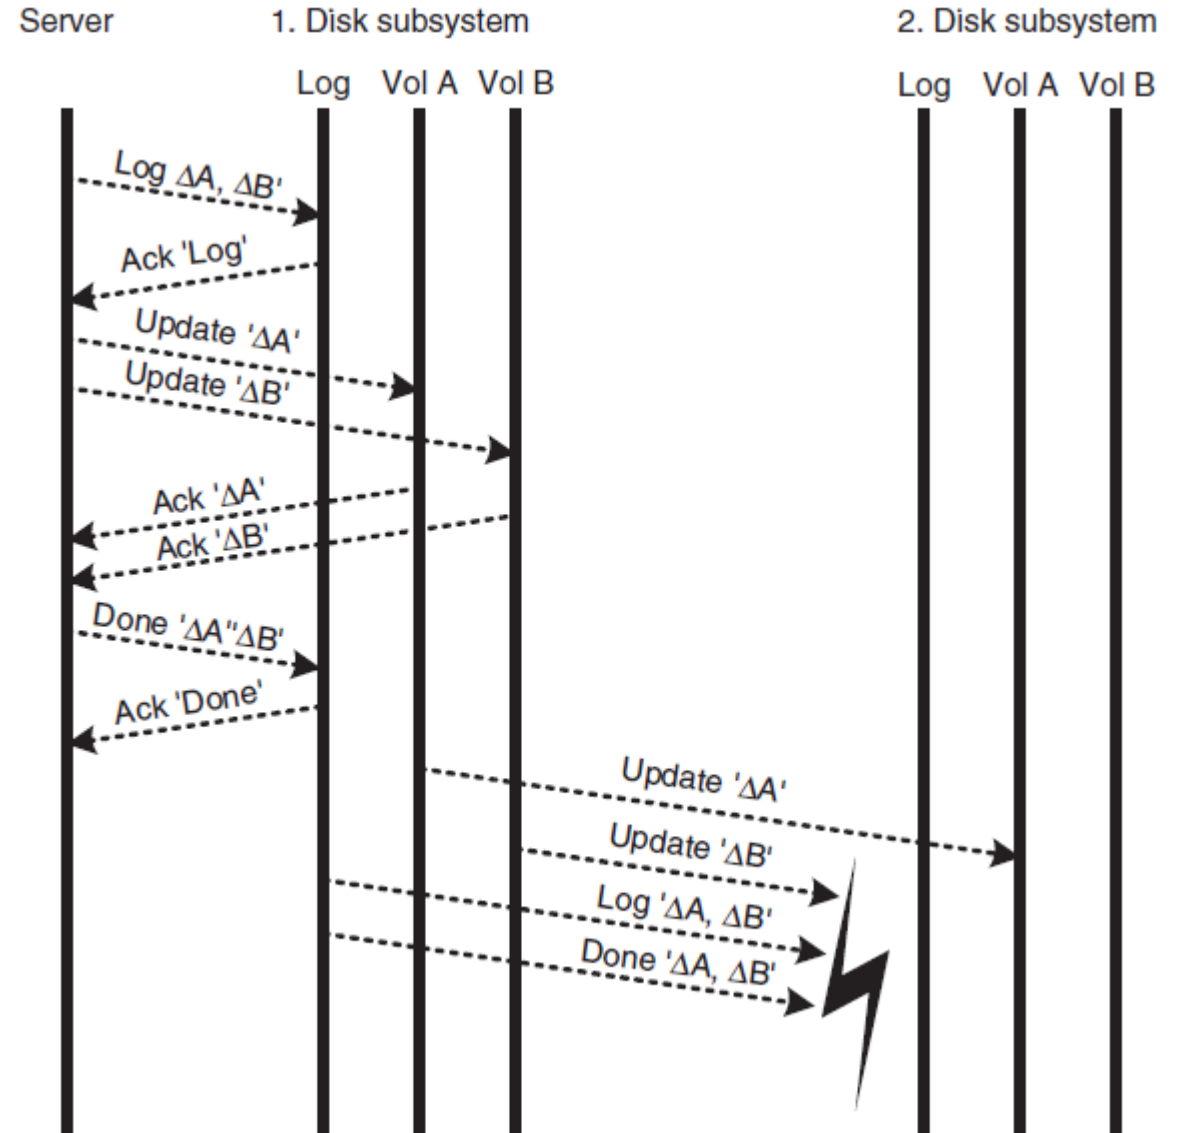 Server 1. Disk subsystem 2. Disk subsystem
Log Vol A Vol B Log Vol A Vol B
Log ΔA, ΔB'
Ack 'Log'
Update 'ΔA'
Update 'ΔB'
Ack 'ΔA'
Ack 'ΔB'
Done 'ΔA''ΔB'
Ack 'Done'
Update 'ΔA'
Update 'ΔB'
Log 'ΔA, ΔB'
Done 'ΔA, ΔB'